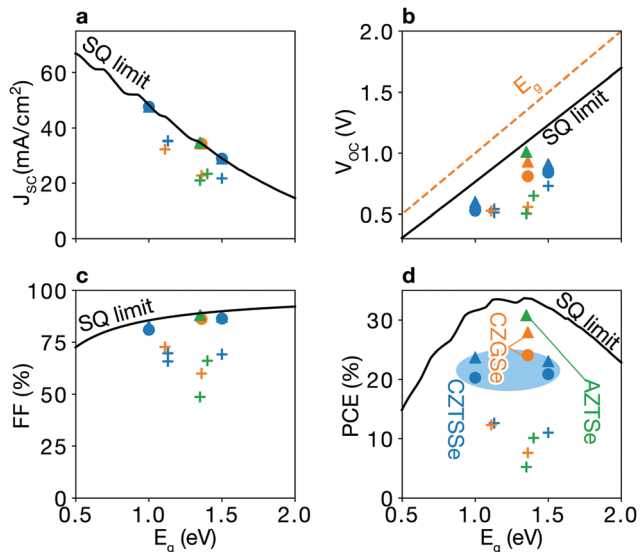 a
b
60
40
20
0
J_SC(mA/cm²)
SQ limit
2.0
1.5
1.0
0.5
V_OC (V)
E_g
SQ limit
c
d
100
75
50
25
0
0.5
1.0
1.5
2.0
FF (%)
E_g (eV)
SQ limit
30
20
10
0
0.5
1.0
1.5
2.0
PCE (%)
E_g (eV)
SQ limit
CZTSSe
CZGSe
AZTSe